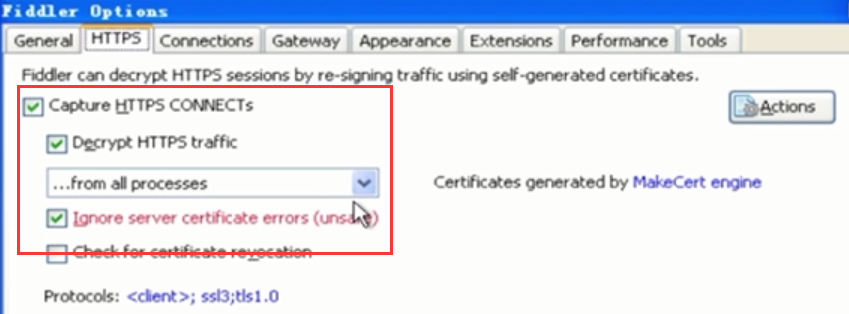 Fiddler Options
General HTTPS Connections Gateway Appearance Extensions Performance Tools
Fiddler can decrypt HTTPS sessions by re-signing traffic using self-generated certificates.
Capture HTTPS CONNECTs
Actions
Decrypt HTTPS traffic
...from all processes
Certificates generated by MakeCert engine
Ignore server certificate errors (unsafe)
Check for certificate revocation
Protocols: <client>; ssl3;tls1.0